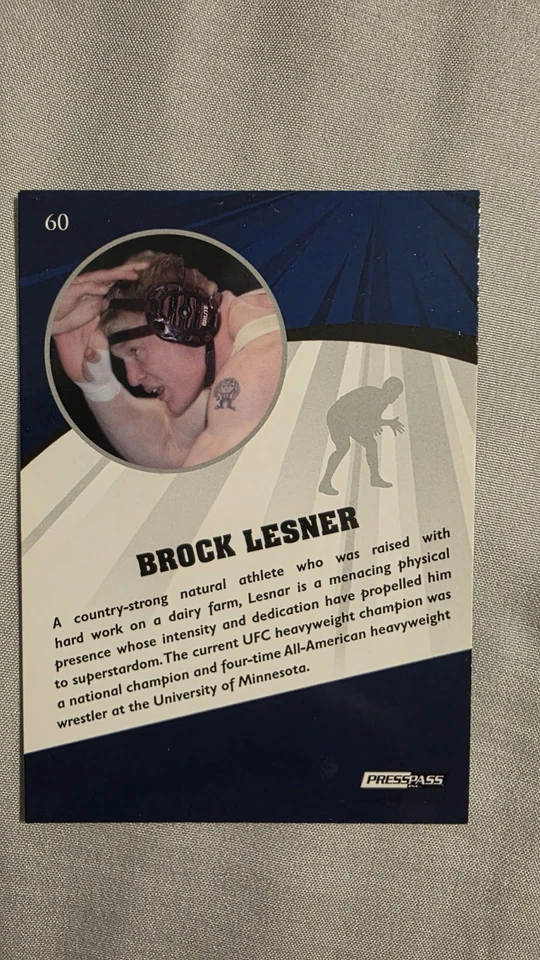 60
BRUTE
BROCK LESNER
A country-strong natural athlete who was raised with
hard work on a dairy farm, Lesnar is a menacing physical
presence whose intensity and dedication have propelled him
to superstardom. The current UFC heavyweight champion was
a national champion and four-time All-American heavyweight
wrestler at the University of Minnesota.
PRESSPASS